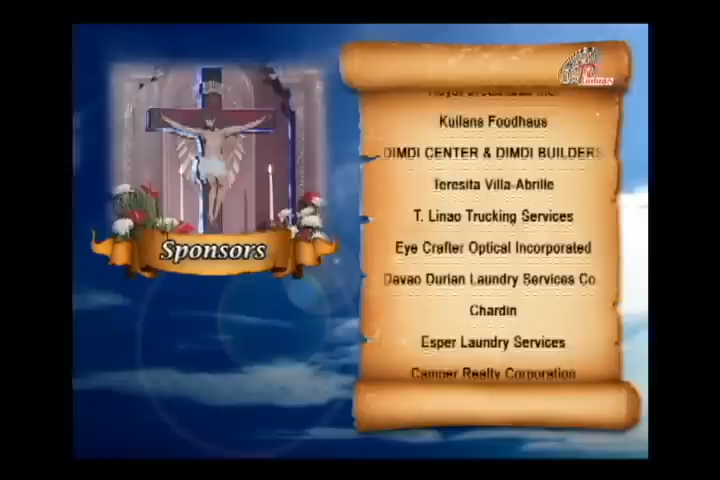 Sponsors
Kullans Foodhaus
DIMDI CENTER & DIMDI BUILDERS
Teresita Villa-Abrille
T. Linao Trucking Services
Eye Crafter Optical Incorporated
Davao Durian Laundry Services Co
Chardin
Esper Laundry Services
Camper Realty Corporation